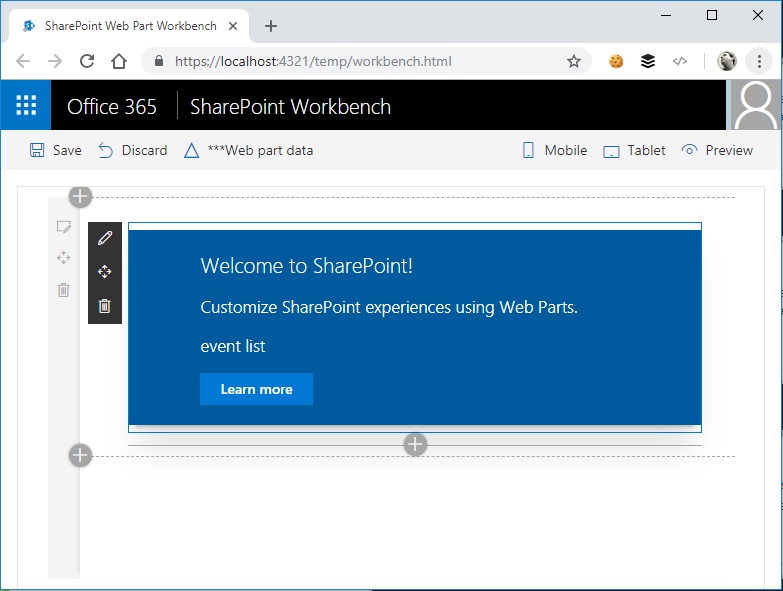 SharePoint Web Part Workbench
https://localhost:4321/temp/workbench.html
Office 365 SharePoint Workbench
Save Discard ***Web part data Mobile Tablet Preview
Welcome to SharePoint!
Customize SharePoint experiences using Web Parts.
event list
Learn more